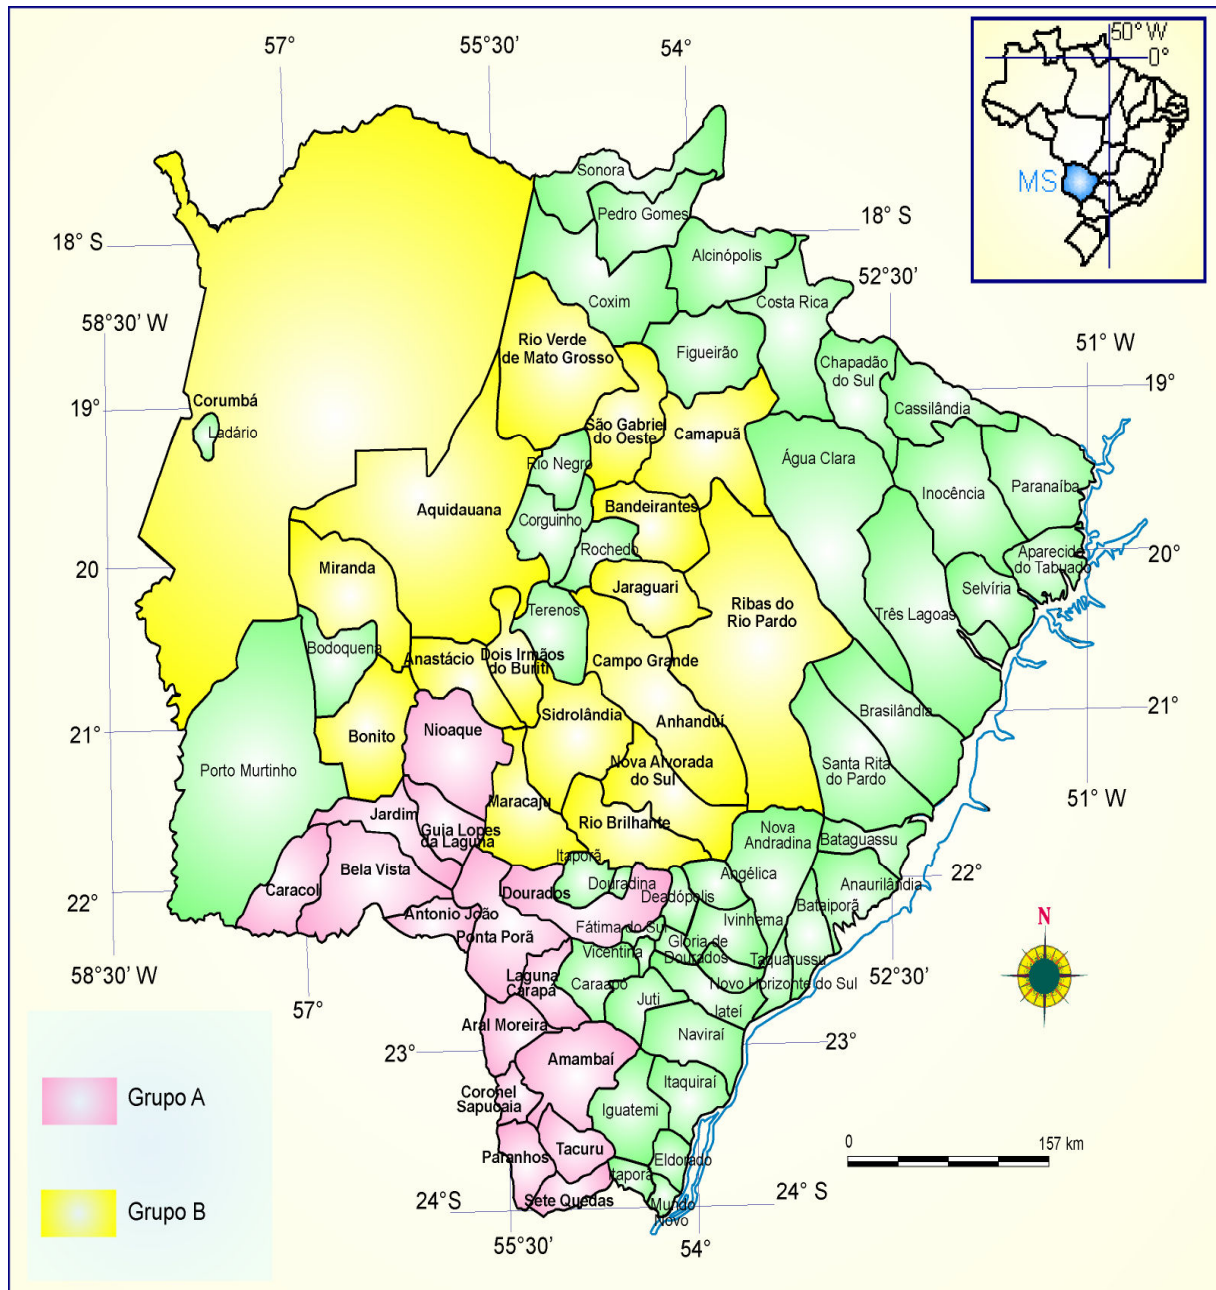 57°
55°30'
54°
50° W
0°
MS
Sonora
Pedro Gomes
18° S
18° S
Alcinópolis
52°30'
Coxim
Costa Rica
58°30' W
Rio Verde
de Mato Grosso
Figueirão
51° W
Chapadão
do Sul
19°
Corumbá
19°
Ladário
Cassilândia
São Gabriel
do Oeste
Camapuã
Rio Negro
Água Clara
Inocência
Paranaíba
Aquidauana
Bandeirantes
Corguinho
Rochedo
Aparecida
do Tabuado
20°
20
Miranda
Jaraguari
Selvíria
Terenos
Ribas do
Rio Pardo
Três Lagoas
Bodoquena
Anastácio
Dois Irmãos
do Buriti
Campo Grande
Sidrolândia
Anhanduí
Brasilândia
21°
21°
Nioaque
Bonito
Nova Alvorada
do Sul
Santa Rita
do Pardo
Porto Murtinho
51° W
Maracaju
Jardim
Guia Lopes
da Laguna
Rio Brilhante
Nova
Andradina
Bataguassu
Itaporã
Bela Vista
Caracol
Dourados
Douradina
Deadópolis
Angélica
Anaurilândia
22°
22°
Bataiporã
Antonio João
Ponta Porã
Fátima do Sul
Ivinhema
N
Vicentina
Glória de
Dourados
Taquarussu
52°30'
58°30' W
Laguna
Carapá
Caraapó
Novo Horizonte do Sul
57°
Juti
Iateí
Aral Moreira
Naviraí
23°
23°
Amambaí
Itaquiraí
Coronel
Sapucaia
Iguatemi
Grupo A
0
157 km
Paranhos
Tacuru
Eldorado
Itaporã
Grupo B
24° S
Sete Quedas
Mundo
Novo
24° S
55°30'
54°